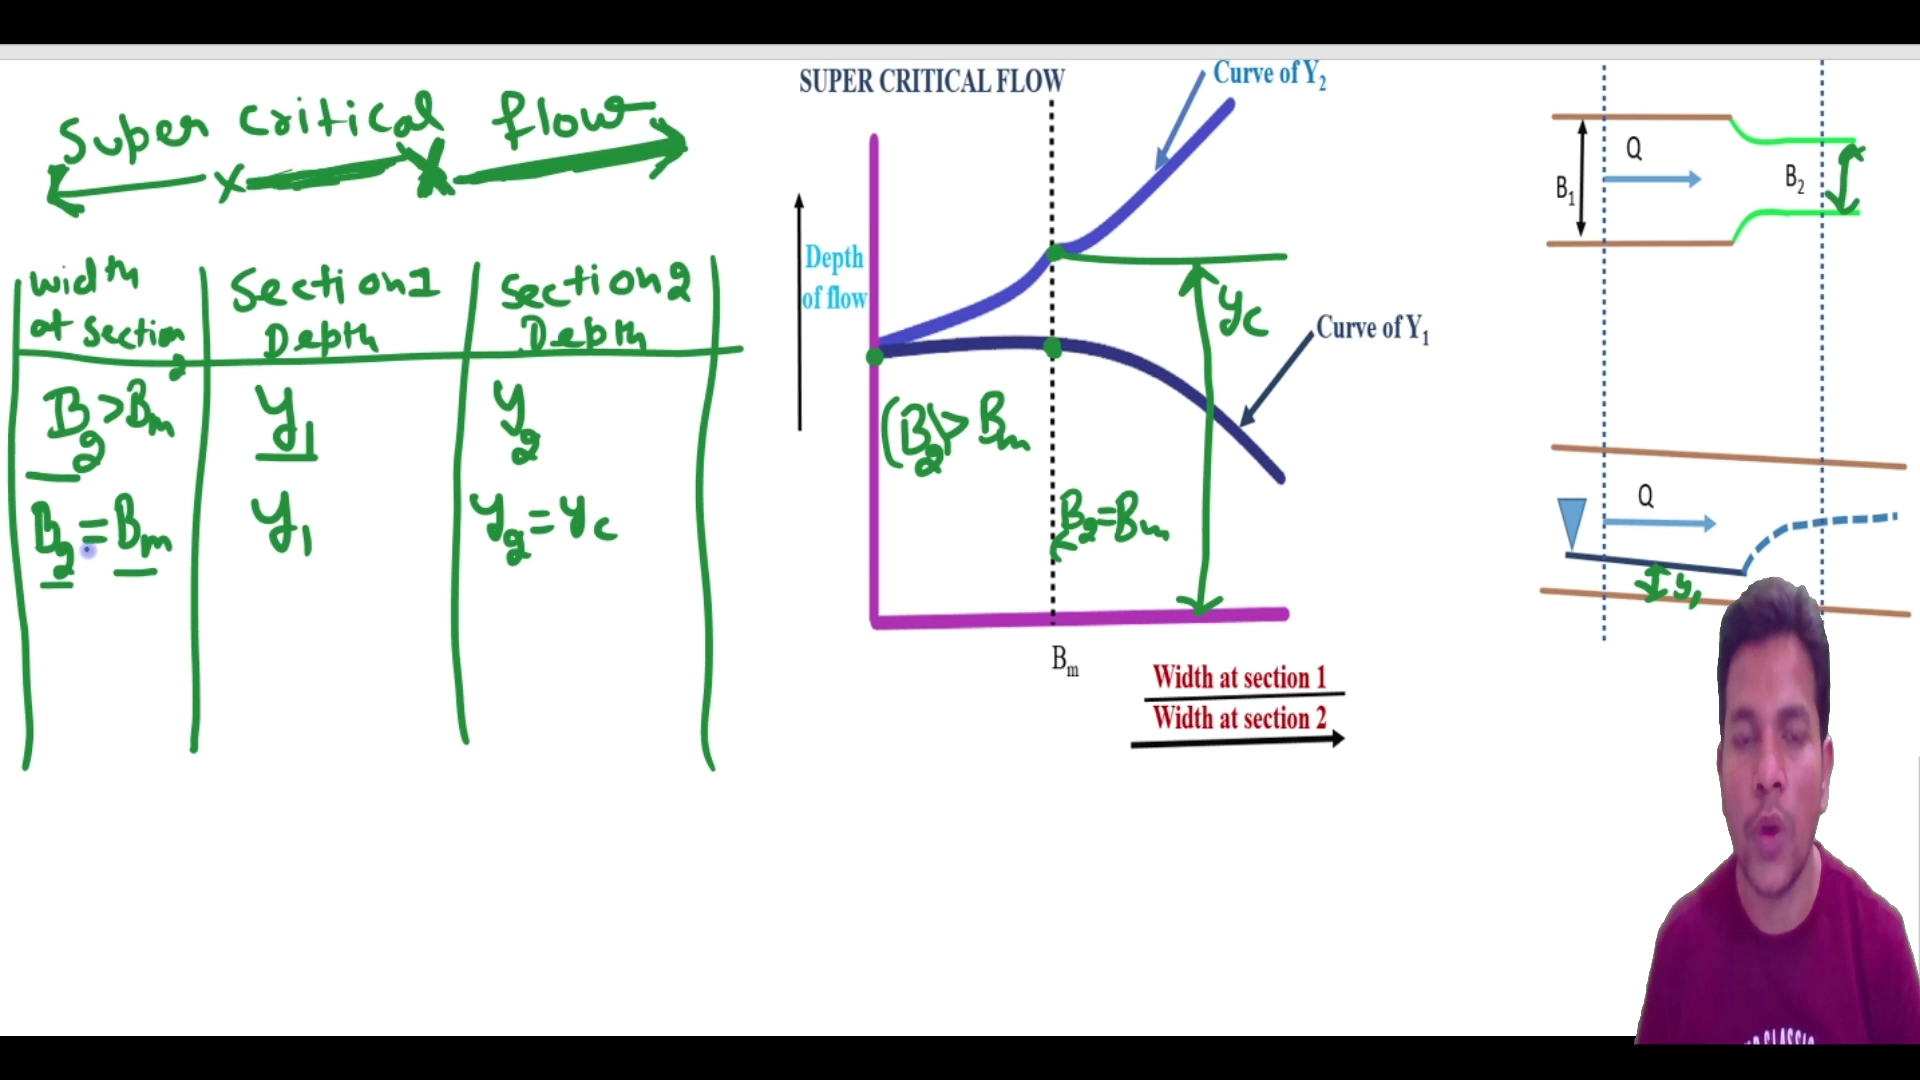 Super critical flow
width at Section 2
Section 1 Depth
Section 2 Depth
B2 > Bm
y1
y2
B2 = Bm
y1
y2 = yc
SUPER CRITICAL FLOW
Curve of Y2
Depth
of flow
yc
Curve of Y1
(B2) > Bm
B2 = Bm
Bm
Width at section 1
Width at section 2
Q
B1
B2
Q
y1